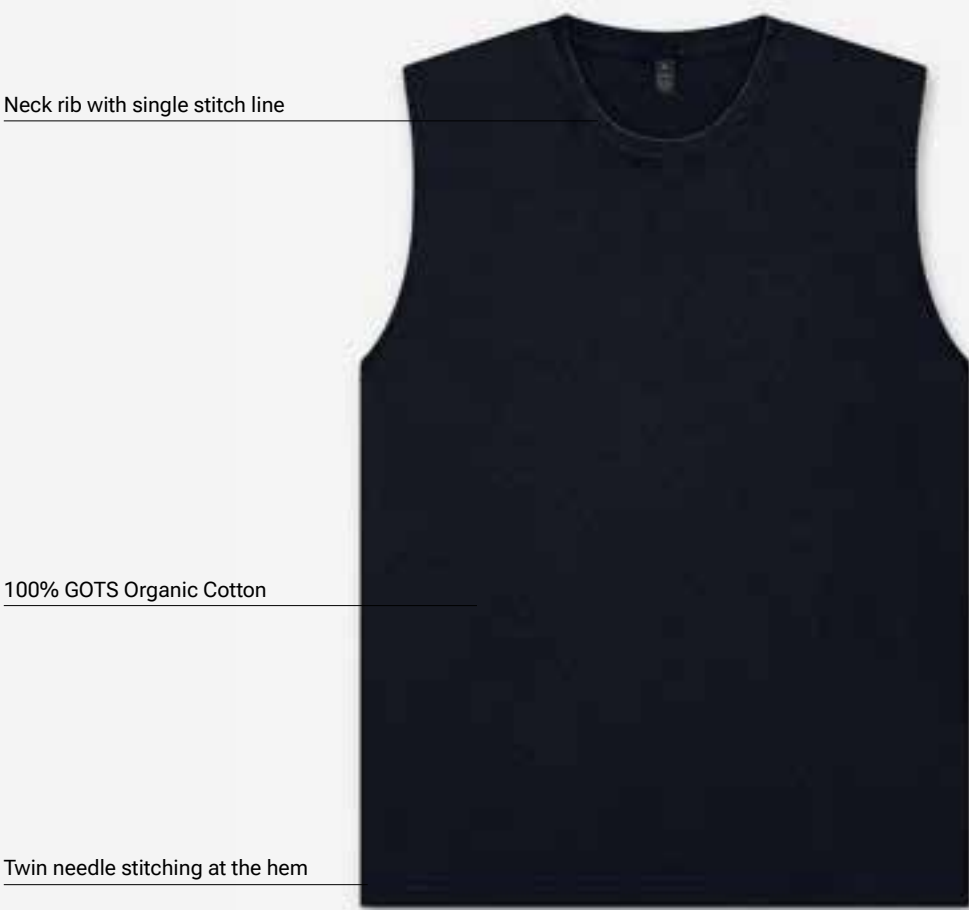 Neck rib with single stitch line
100% GOTS Organic Cotton
Twin needle stitching at the hem